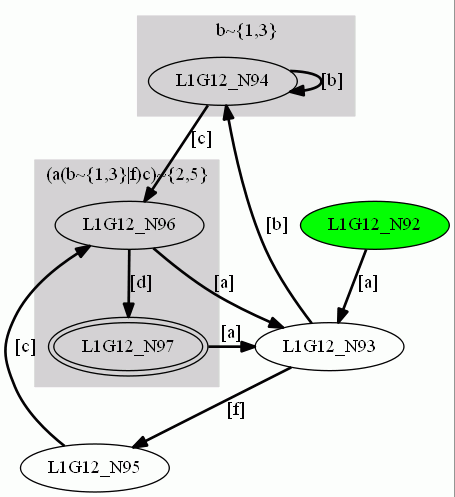 b~{1,3}
L1G12_N94
[b]
[c]
(a(b~{1,3}|f)c)~{2,5}
L1G12_N96
[b]
L1G12_N92
[d]
[a]
[a]
L1G12_N97
[a]
L1G12_N93
[c]
[f]
L1G12_N95